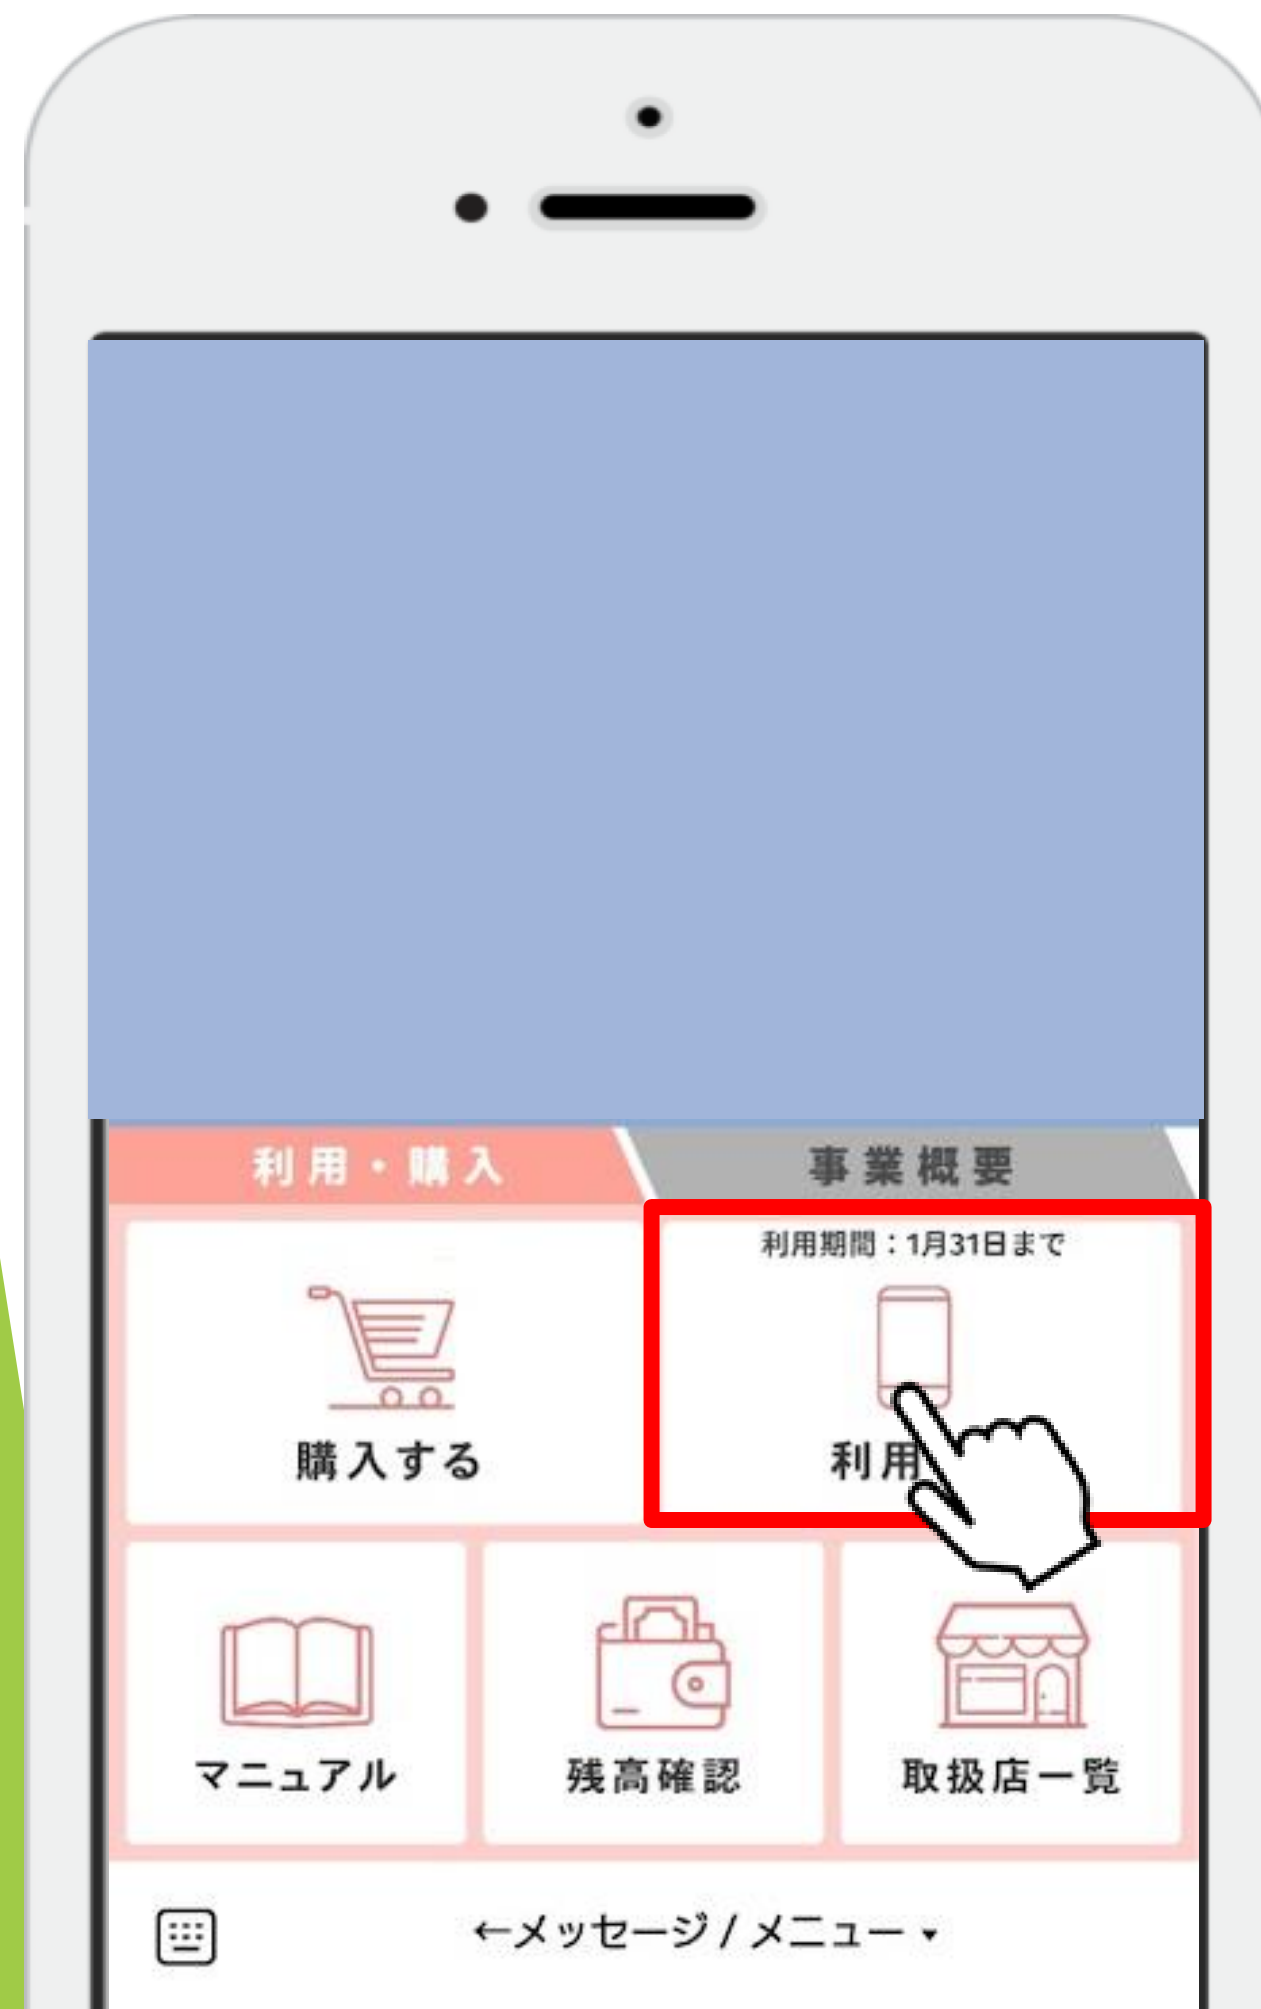 利用・購入
事業概要
利用期間：1月31日まで
購入する
利用
マニュアル
残高確認
取扱店一覧
←メッセージ / メニュー ▾